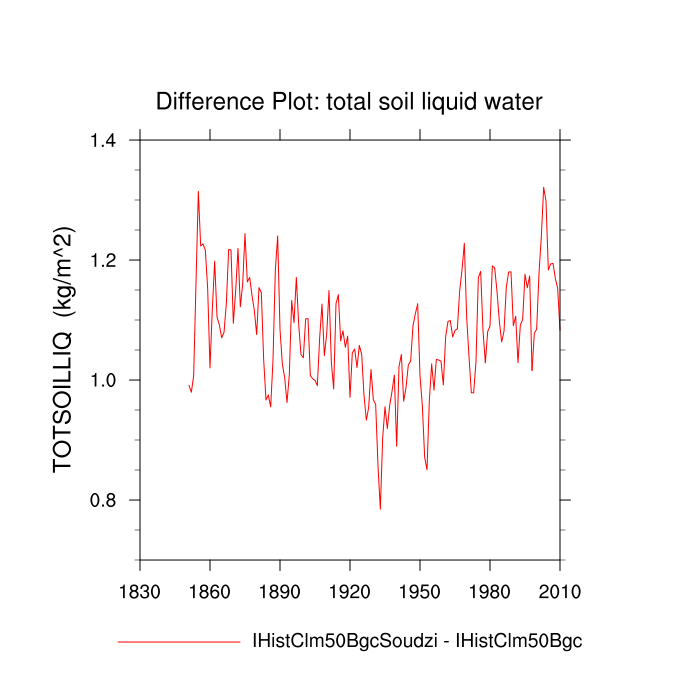 Difference Plot: total soil liquid water
TOTSOILLIQ (kg/m^2)
1.4
1.2
1.0
0.8
1830 1860 1890 1920 1950 1980 2010
IHistClm50BgcSoudzi - IHistClm50Bgc